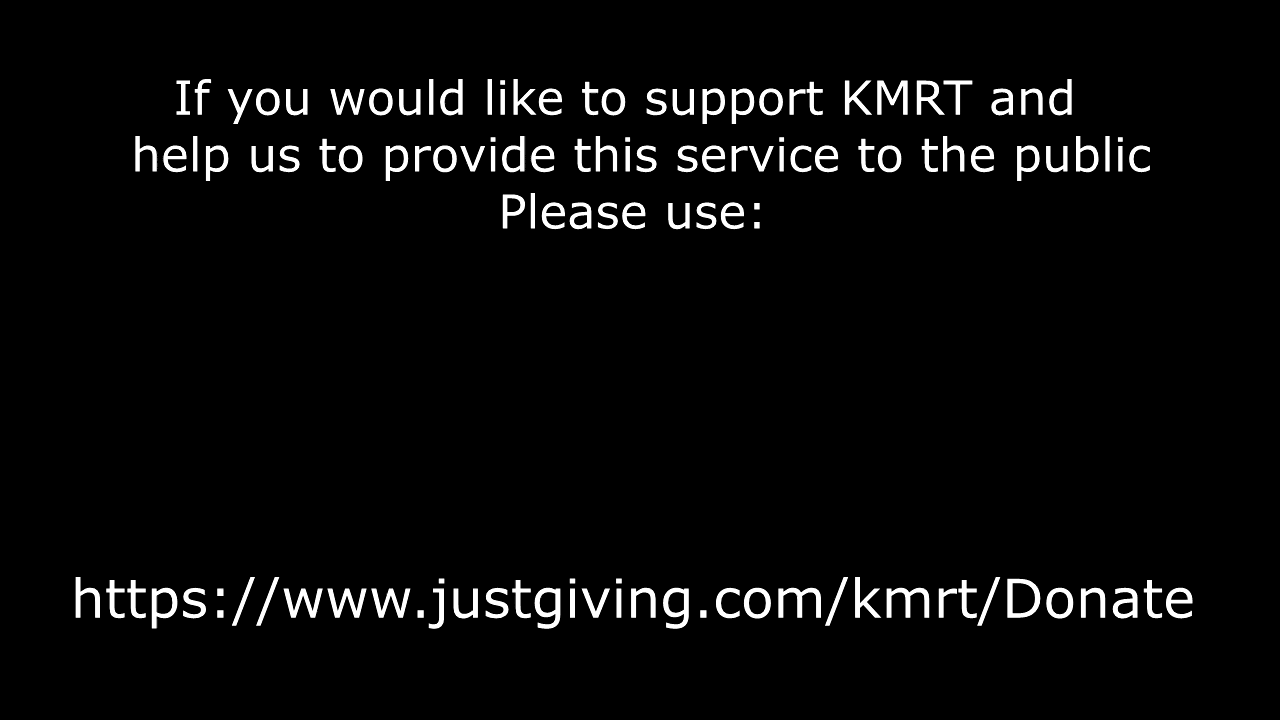 If you would like to support KMRT and
help us to provide this service to the public
Please use:
https://www.justgiving.com/kmrt/Donate